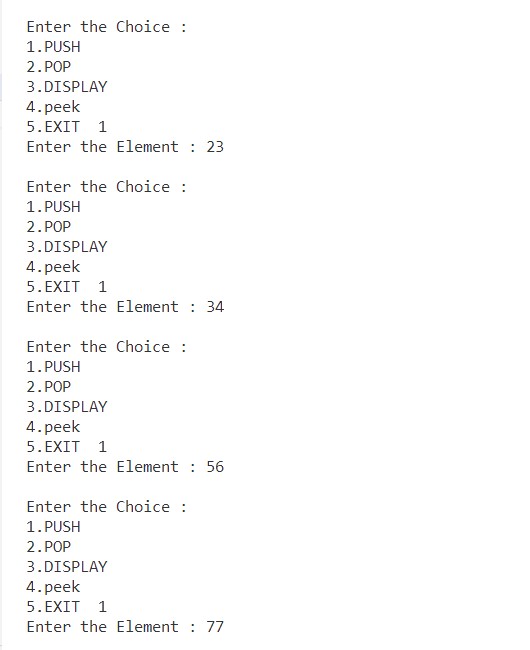 Enter the Choice :
1.PUSH
2.POP
3.DISPLAY
4.peek
5.EXIT  1
Enter the Element : 23

Enter the Choice :
1.PUSH
2.POP
3.DISPLAY
4.peek
5.EXIT  1
Enter the Element : 34

Enter the Choice :
1.PUSH
2.POP
3.DISPLAY
4.peek
5.EXIT  1
Enter the Element : 56

Enter the Choice :
1.PUSH
2.POP
3.DISPLAY
4.peek
5.EXIT  1
Enter the Element : 77